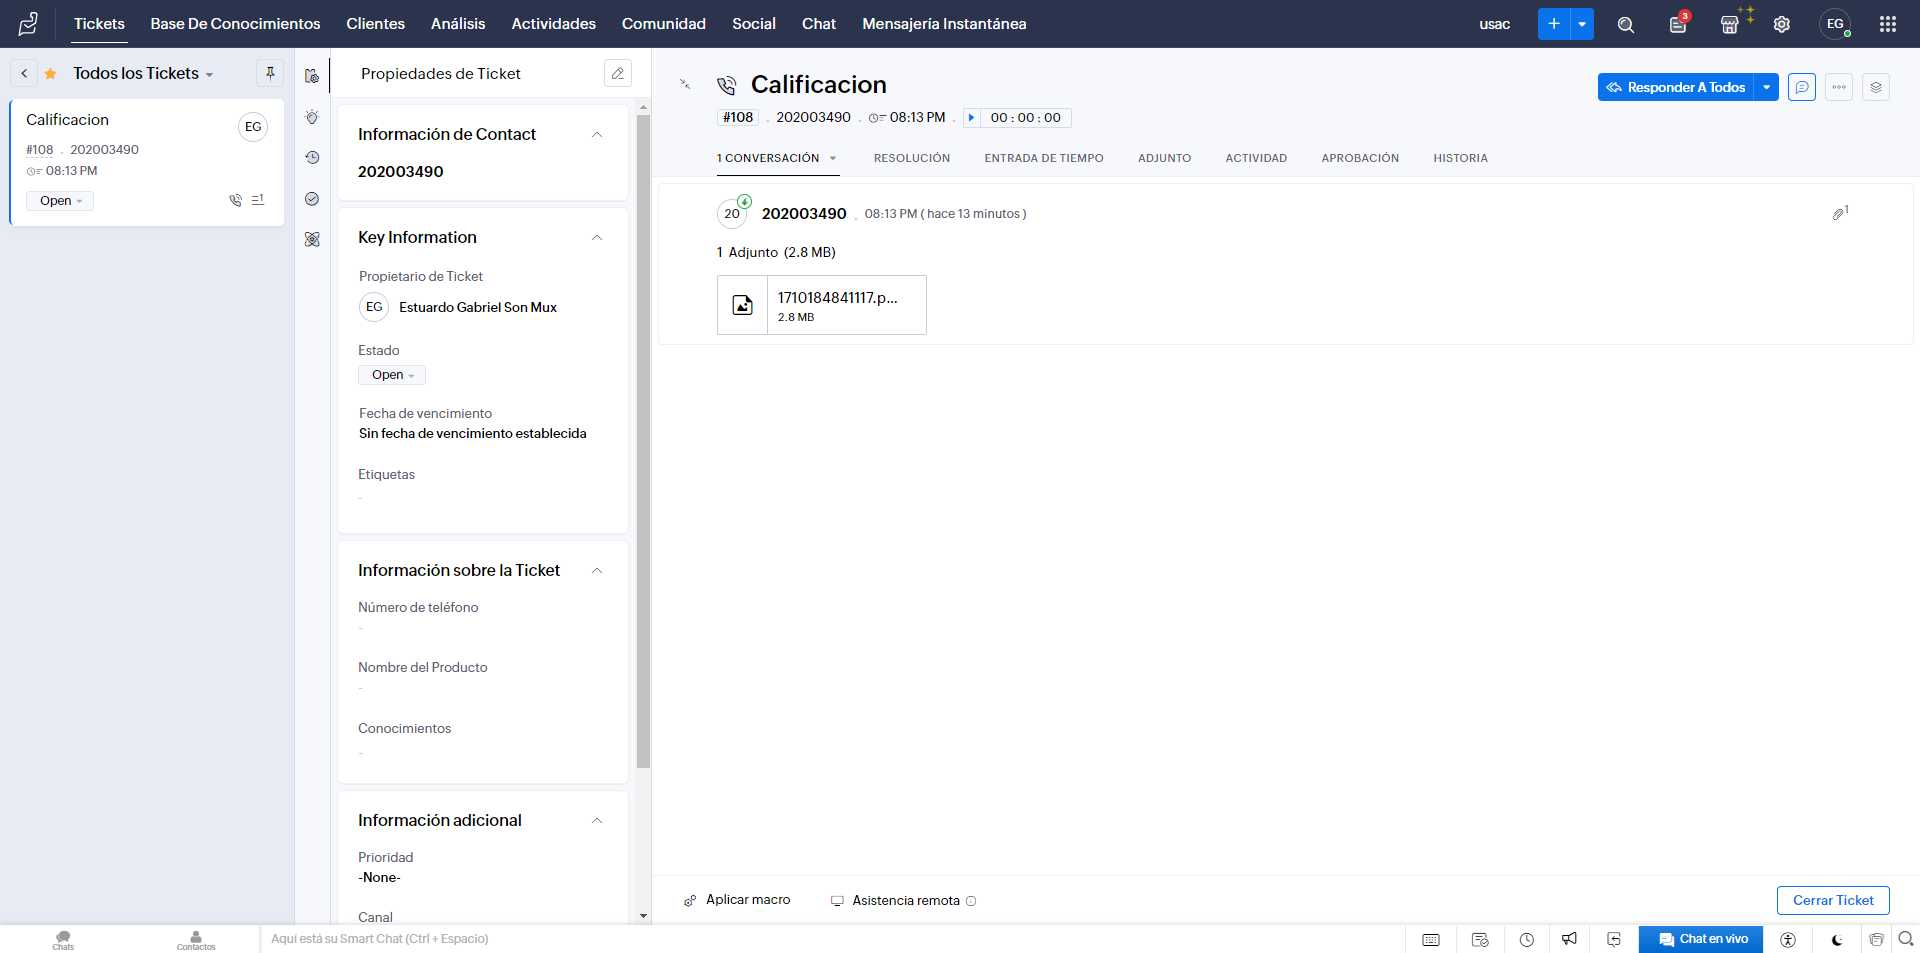 Tickets Base De Conocimientos Clientes Análisis Actividades Comunidad Social Chat Mensajería Instantánea usac 3 EG
Todos los Tickets
Calificacion
EG
#108 . 202003490
08:13 PM
Open
1
Propiedades de Ticket
Información de Contact
202003490
Key Information
Propietario de Ticket
EG Estuardo Gabriel Son Mux
Estado
Open
Fecha de vencimiento
Sin fecha de vencimiento establecida
Etiquetas
-
Información sobre la Ticket
Número de teléfono
-
Nombre del Producto
-
Conocimientos
-
Información adicional
Prioridad
-None-
Canal
Calificacion
Responder A Todos
#108 . 202003490 . 08:13 PM . 00 : 00 : 00
1 CONVERSACIÓN RESOLUCIÓN ENTRADA DE TIEMPO ADJUNTO ACTIVIDAD APROBACIÓN HISTORIA
20 202003490 . 08:13 PM ( hace 13 minutos ) 1
1 Adjunto (2.8 MB)
1710184841117.p...
2.8 MB
Aplicar macro Asistencia remota Cerrar Ticket
Chats Contactos Aquí está su Smart Chat (Ctrl + Espacio) Chat en vivo